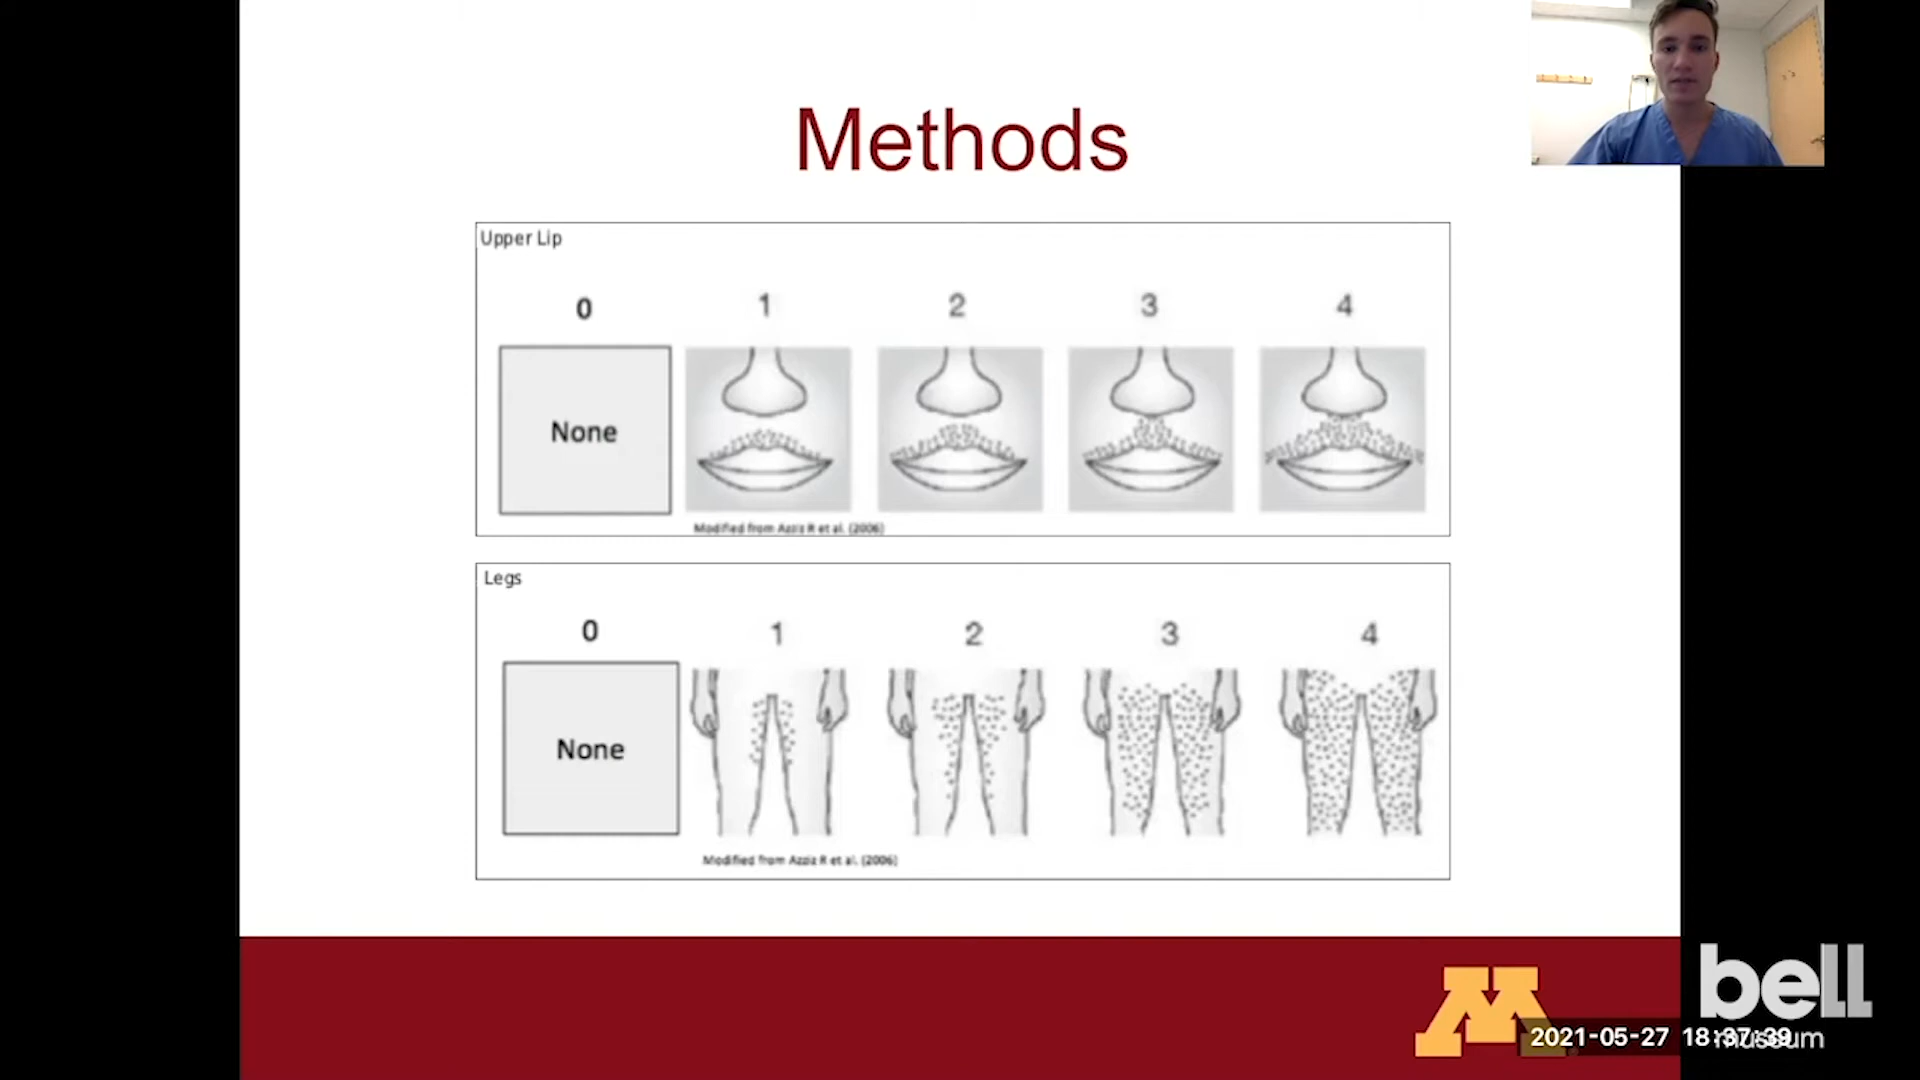 Methods
Upper Lip
0 1 2 3 4
None
Modified from Azziz R et al. (2006)
Legs
0 1 2 3 4
None
Modified from Azziz R et al. (2006)
M
bell
museum
2021-05-27 18:37:39